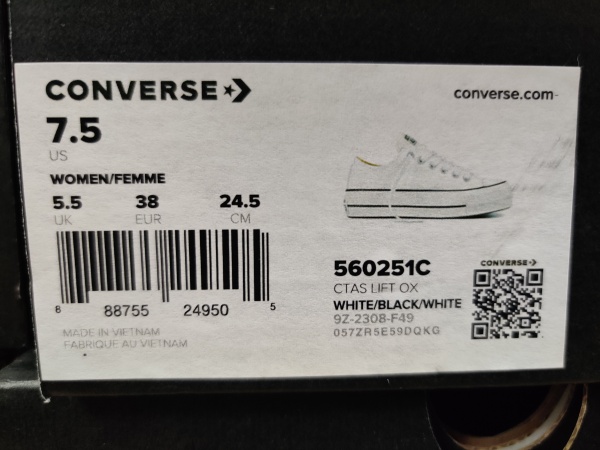 CONVERSE
converse.com
7.5
US
WOMEN/FEMME
5.5 38 24.5
UK EUR CM
8 88755 24950 5
MADE IN VIETNAM
FABRIQUE AU VIETNAM
560251C
CTAS LIFT OX
WHITE/BLACK/WHITE
9Z-2308-F49
057ZR5E59DQKG
CONVERSE